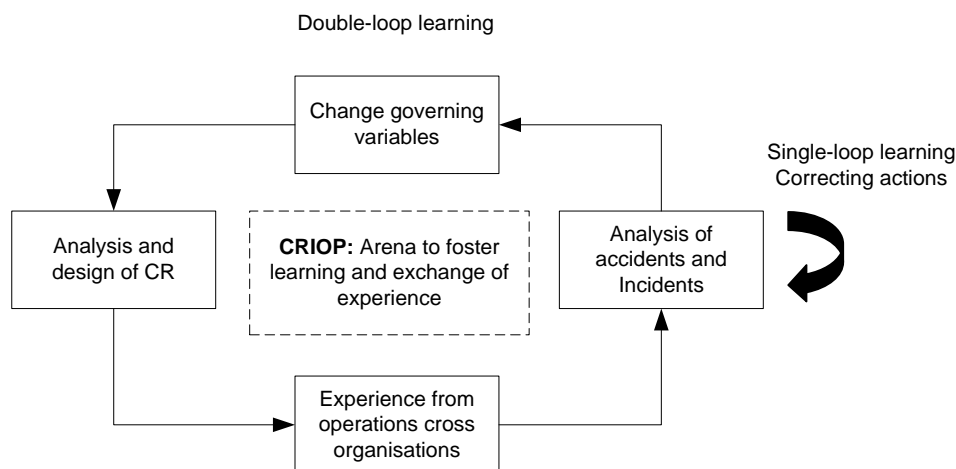 Double-loop learning
Change governing
variables
Single-loop learning
Correcting actions
Analysis and
design of CR
CRIOP: Arena to foster
learning and exchange of
experience
Analysis of
accidents and
Incidents
Experience from
operations cross
organisations